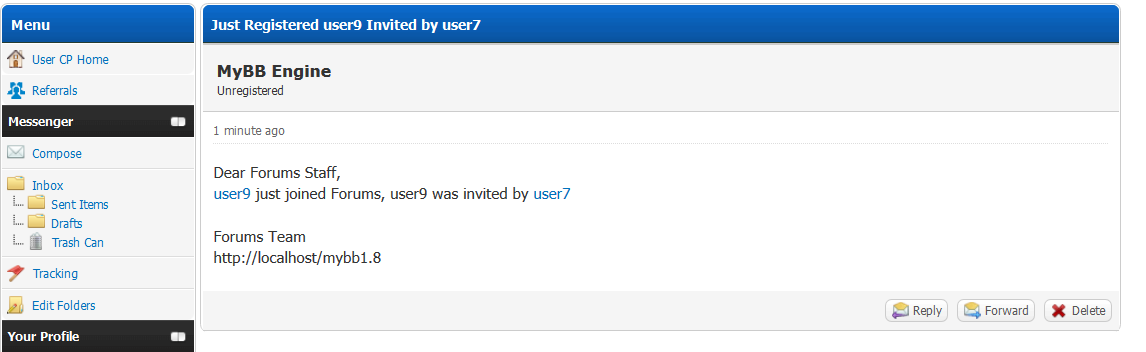 Menu
User CP Home
Referrals
Messenger
Compose
Inbox
Sent Items
Drafts
Trash Can
Tracking
Edit Folders
Your Profile
Just Registered user9 Invited by user7
MyBB Engine
Unregistered
1 minute ago
Dear Forums Staff,
user9 just joined Forums, user9 was invited by user7
Forums Team
http://localhost/mybb1.8
Reply
Forward
Delete